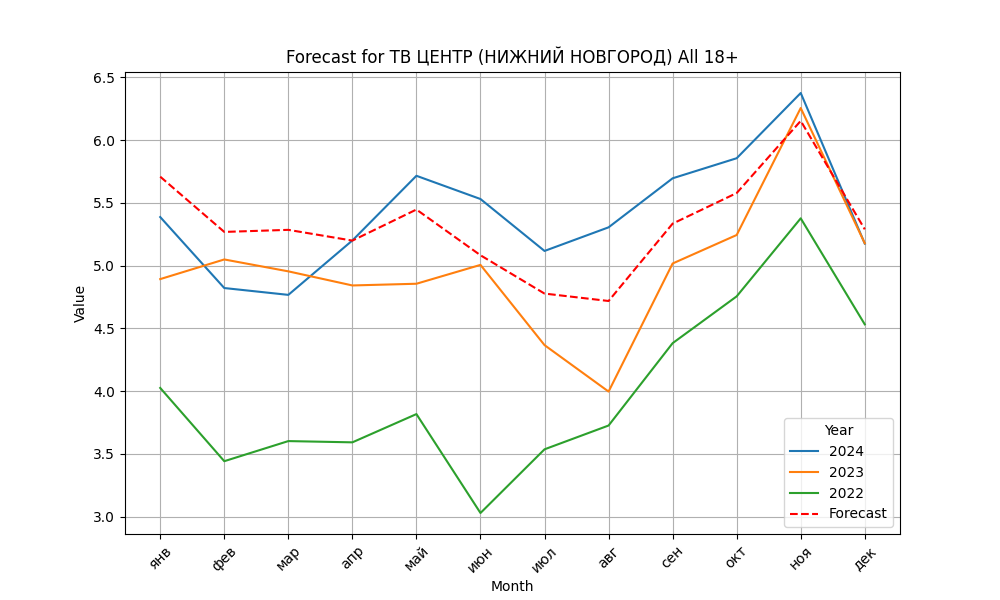 Forecast for ТВ ЦЕНТР (НИЖНИЙ НОВГОРОД) All 18+
6.5
6.0
5.5
5.0
4.5
4.0
3.5
3.0
Value
Year
2024
2023
2022
Forecast
янв
фев
мар
апр
май
июн
июл
авг
сен
окт
ноя
дек
Month